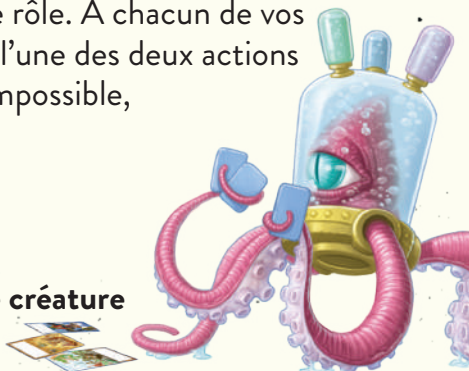 rôle. À chacun de vos
l’une des deux actions
mpossible,
créature